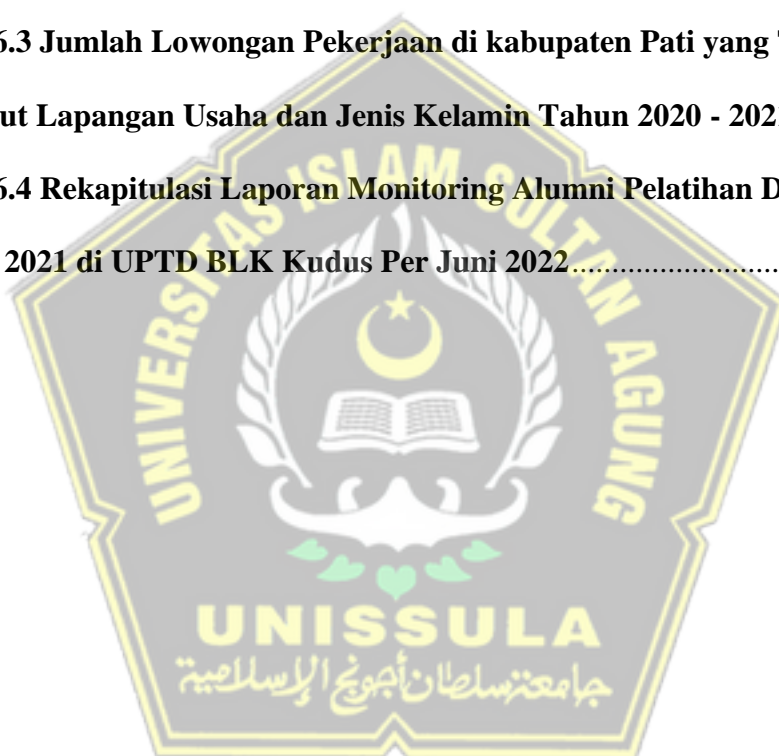 6.3 Jumlah Lowongan Pekerjaan di kabupaten Pati yang
ut Lapangan Usaha dan Jenis Kelamin Tahun 2020 - 202
6.4 Rekapitulasi Laporan Monitoring Alumni Pelatihan D
2021 di UPTD BLK Kudus Per Juni 2022..............................
UNIVERSITAS ISLAM SULTAN AGUNG
UNISSULA
جامعة سلطان أجونج الإسلامية